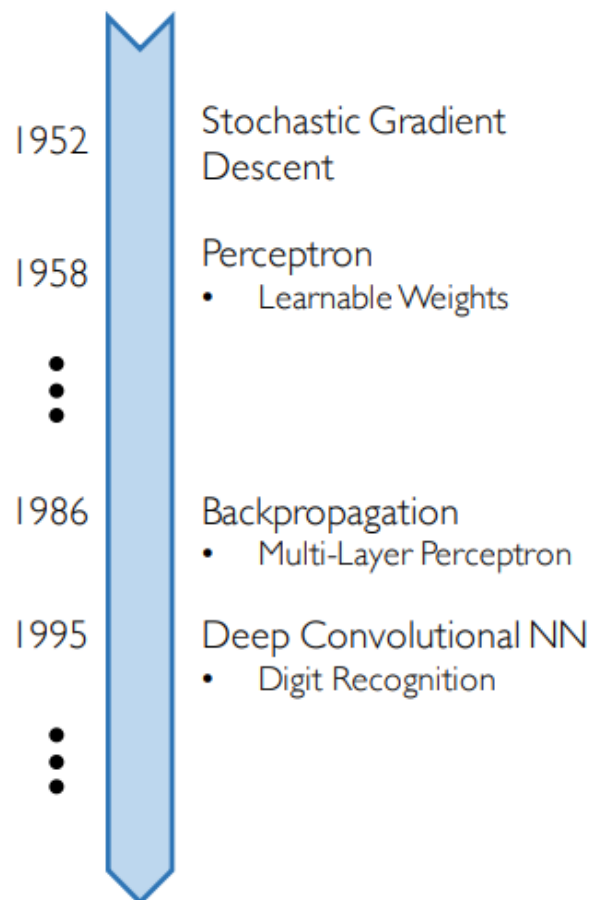 1952
Stochastic Gradient
Descent
1958
Perceptron
• Learnable Weights
1986
Backpropagation
• Multi-Layer Perceptron
1995
Deep Convolutional NN
• Digit Recognition